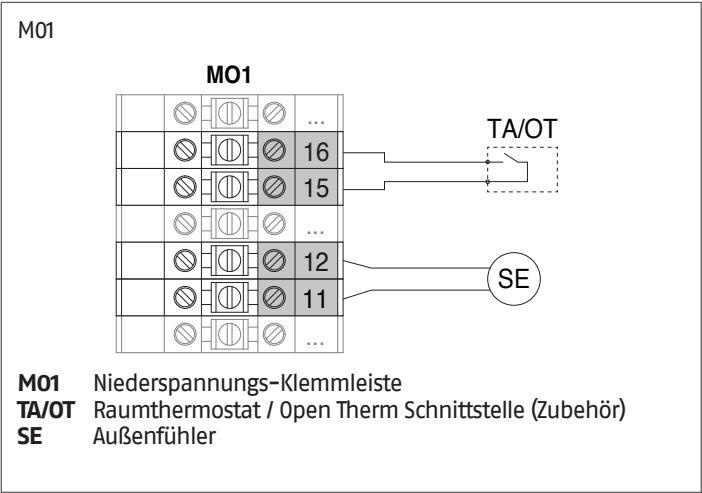 M01
MO1
...
16
TA/OT
15
...
12
SE
11
...
M01 Niederspannungs-Klemmleiste
TA/OT Raumthermostat / Open Therm Schnittstelle (Zubehör)
SE Außenfühler